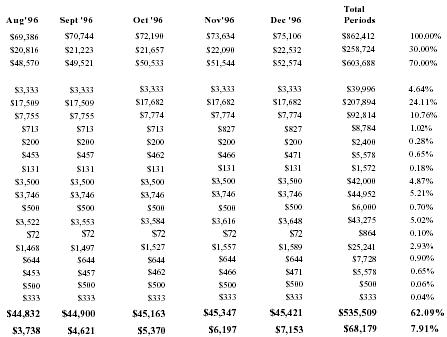 Total
Aug'96 Sept '96 Oct '96 Nov'96 Dec '96 Periods
$69,386 $70,744 $72,190 $73,634 $75,106 $862,412 100.00%
$20,816 $21,223 $21,657 $22,090 $22,532 $258,724 30.00%
$48,570 $49,521 $50,533 $51,544 $52,574 $603,688 70.00%
$3,333 $3,333 $3,333 $3,333 $3,333 $39,996 4.64%
$17,509 $17,509 $17,682 $17,682 $17,682 $207,894 24.11%
$7,755 $7,755 $7,774 $7,774 $7,774 $92,814 10.76%
$713 $713 $713 $827 $827 $8,784 1.02%
$200 $200 $200 $200 $200 $2,400 0.28%
$453 $457 $462 $466 $471 $5,578 0.65%
$131 $131 $131 $131 $131 $1,572 0.18%
$3,500 $3,500 $3,500 $3,500 $3,500 $42,000 4.87%
$3,746 $3,746 $3,746 $3,746 $3,746 $44,952 5.21%
$500 $500 $500 $500 $500 $6,000 0.70%
$3,522 $3,553 $3,584 $3,616 $3,648 $43,275 5.02%
$72 $72 $72 $72 $72 $864 0.10%
$1,468 $1,497 $1,527 $1,557 $1,589 $25,241 2.93%
$644 $644 $644 $644 $644 $7,728 0.90%
$453 $457 $462 $466 $471 $5,578 0.65%
$500 $500 $500 $500 $500 $500 0.06%
$333 $333 $333 $333 $333 $333 0.04%
$44,832 $44,900 $45,163 $45,347 $45,421 $535,509 62.09%
$3,738 $4,621 $5,370 $6,197 $7,153 $68,179 7.91%